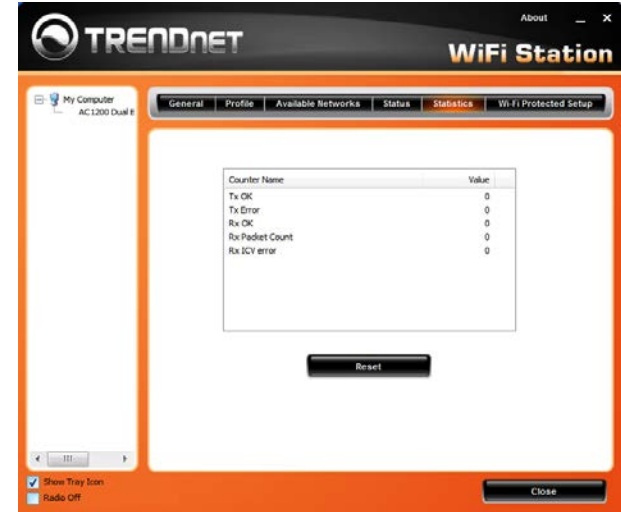 TRENDnET
About
WiFi Station
My Computer
AC1200 Dual
General Profile Available Networks Status Statistics Wi-Fi Protected Setup
Counter Name Value
Tx OK 0
Tx Error 0
Rx OK 0
Rx Packet Count 0
Rx ICV error 0
Reset
Show Tray Icon
Radio Off
Close